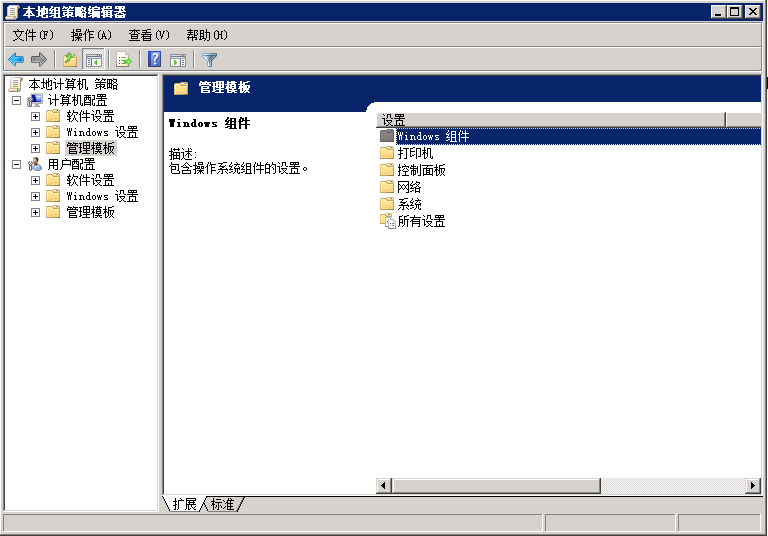 本地组策略编辑器
文件(F) 操作(A) 查看(V) 帮助(H)
本地计算机 策略
计算机配置
软件设置
Windows 设置
管理模板
用户配置
软件设置
Windows 设置
管理模板
管理模板
Windows 组件
描述:
包含操作系统组件的设置。
设置
Windows 组件
打印机
控制面板
网络
系统
所有设置
扩展 标准